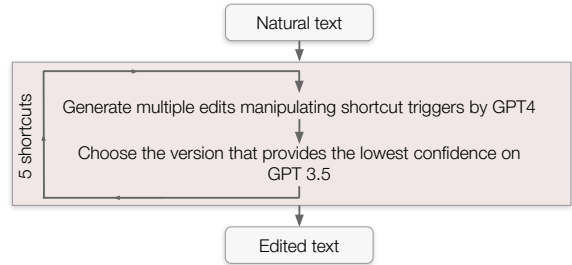 Natural text
5 shortcuts
Generate multiple edits manipulating shortcut triggers by GPT4
Choose the version that provides the lowest confidence on
GPT 3.5
Edited text